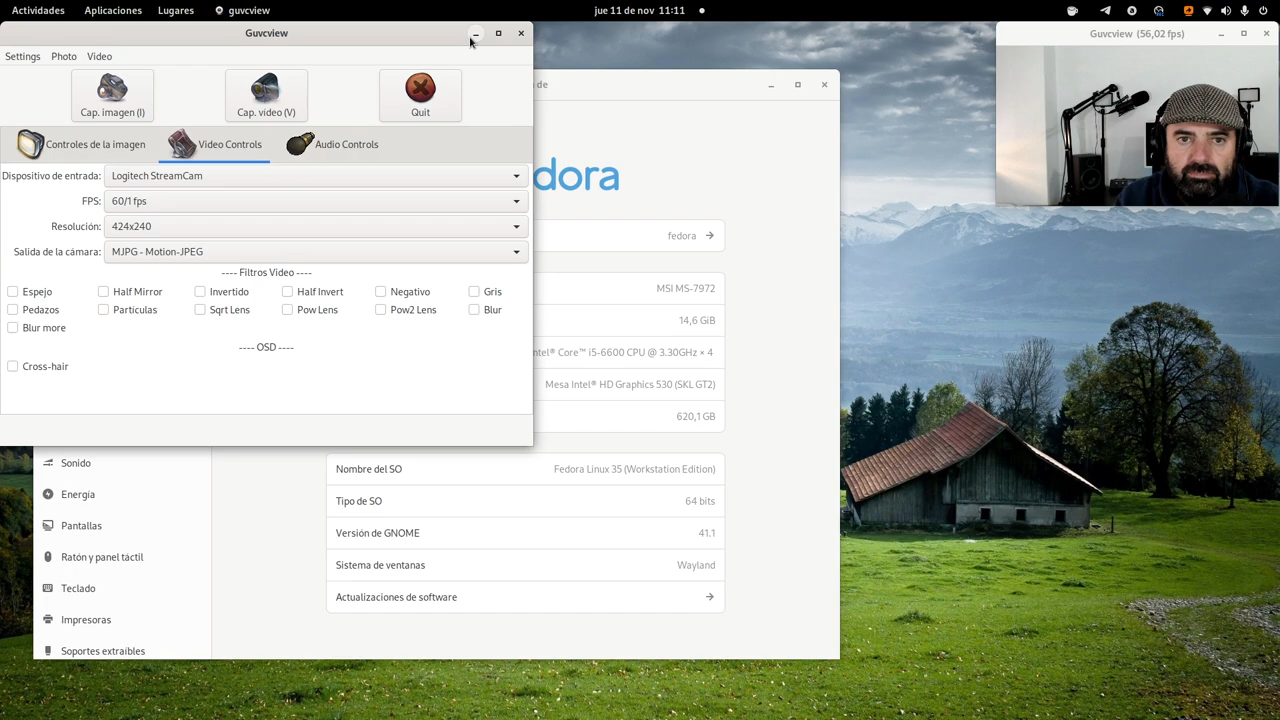 Actividades Aplicaciones Lugares guvcview jue 11 de nov 11:11
Guvcview
Settings Photo Video
Cap. imagen (I) Cap. video (V) Quit
Controles de la imagen Video Controls Audio Controls
Dispositivo de entrada: Logitech StreamCam
FPS: 60/1 fps
Resolución: 424x240
Salida de la cámara: MJPG - Motion-JPEG
---- Filtros Video ----
Espejo Half Mirror Invertido Half Invert Negativo Gris
Pedazos Partículas Sqrt Lens Pow Lens Pow2 Lens Blur
Blur more
---- OSD ----
Cross-hair
Guvcview (56,02 fps)
de
dora
fedora
MSI MS-7972
14,6 GiB
ntel® Core™ i5-6600 CPU @ 3.30GHz × 4
Mesa Intel® HD Graphics 530 (SKL GT2)
620,1 GB
Nombre del SO Fedora Linux 35 (Workstation Edition)
Tipo de SO 64 bits
Versión de GNOME 41.1
Sistema de ventanas Wayland
Actualizaciones de software
Sonido
Energía
Pantallas
Ratón y panel táctil
Teclado
Impresoras
Soportes extraíbles